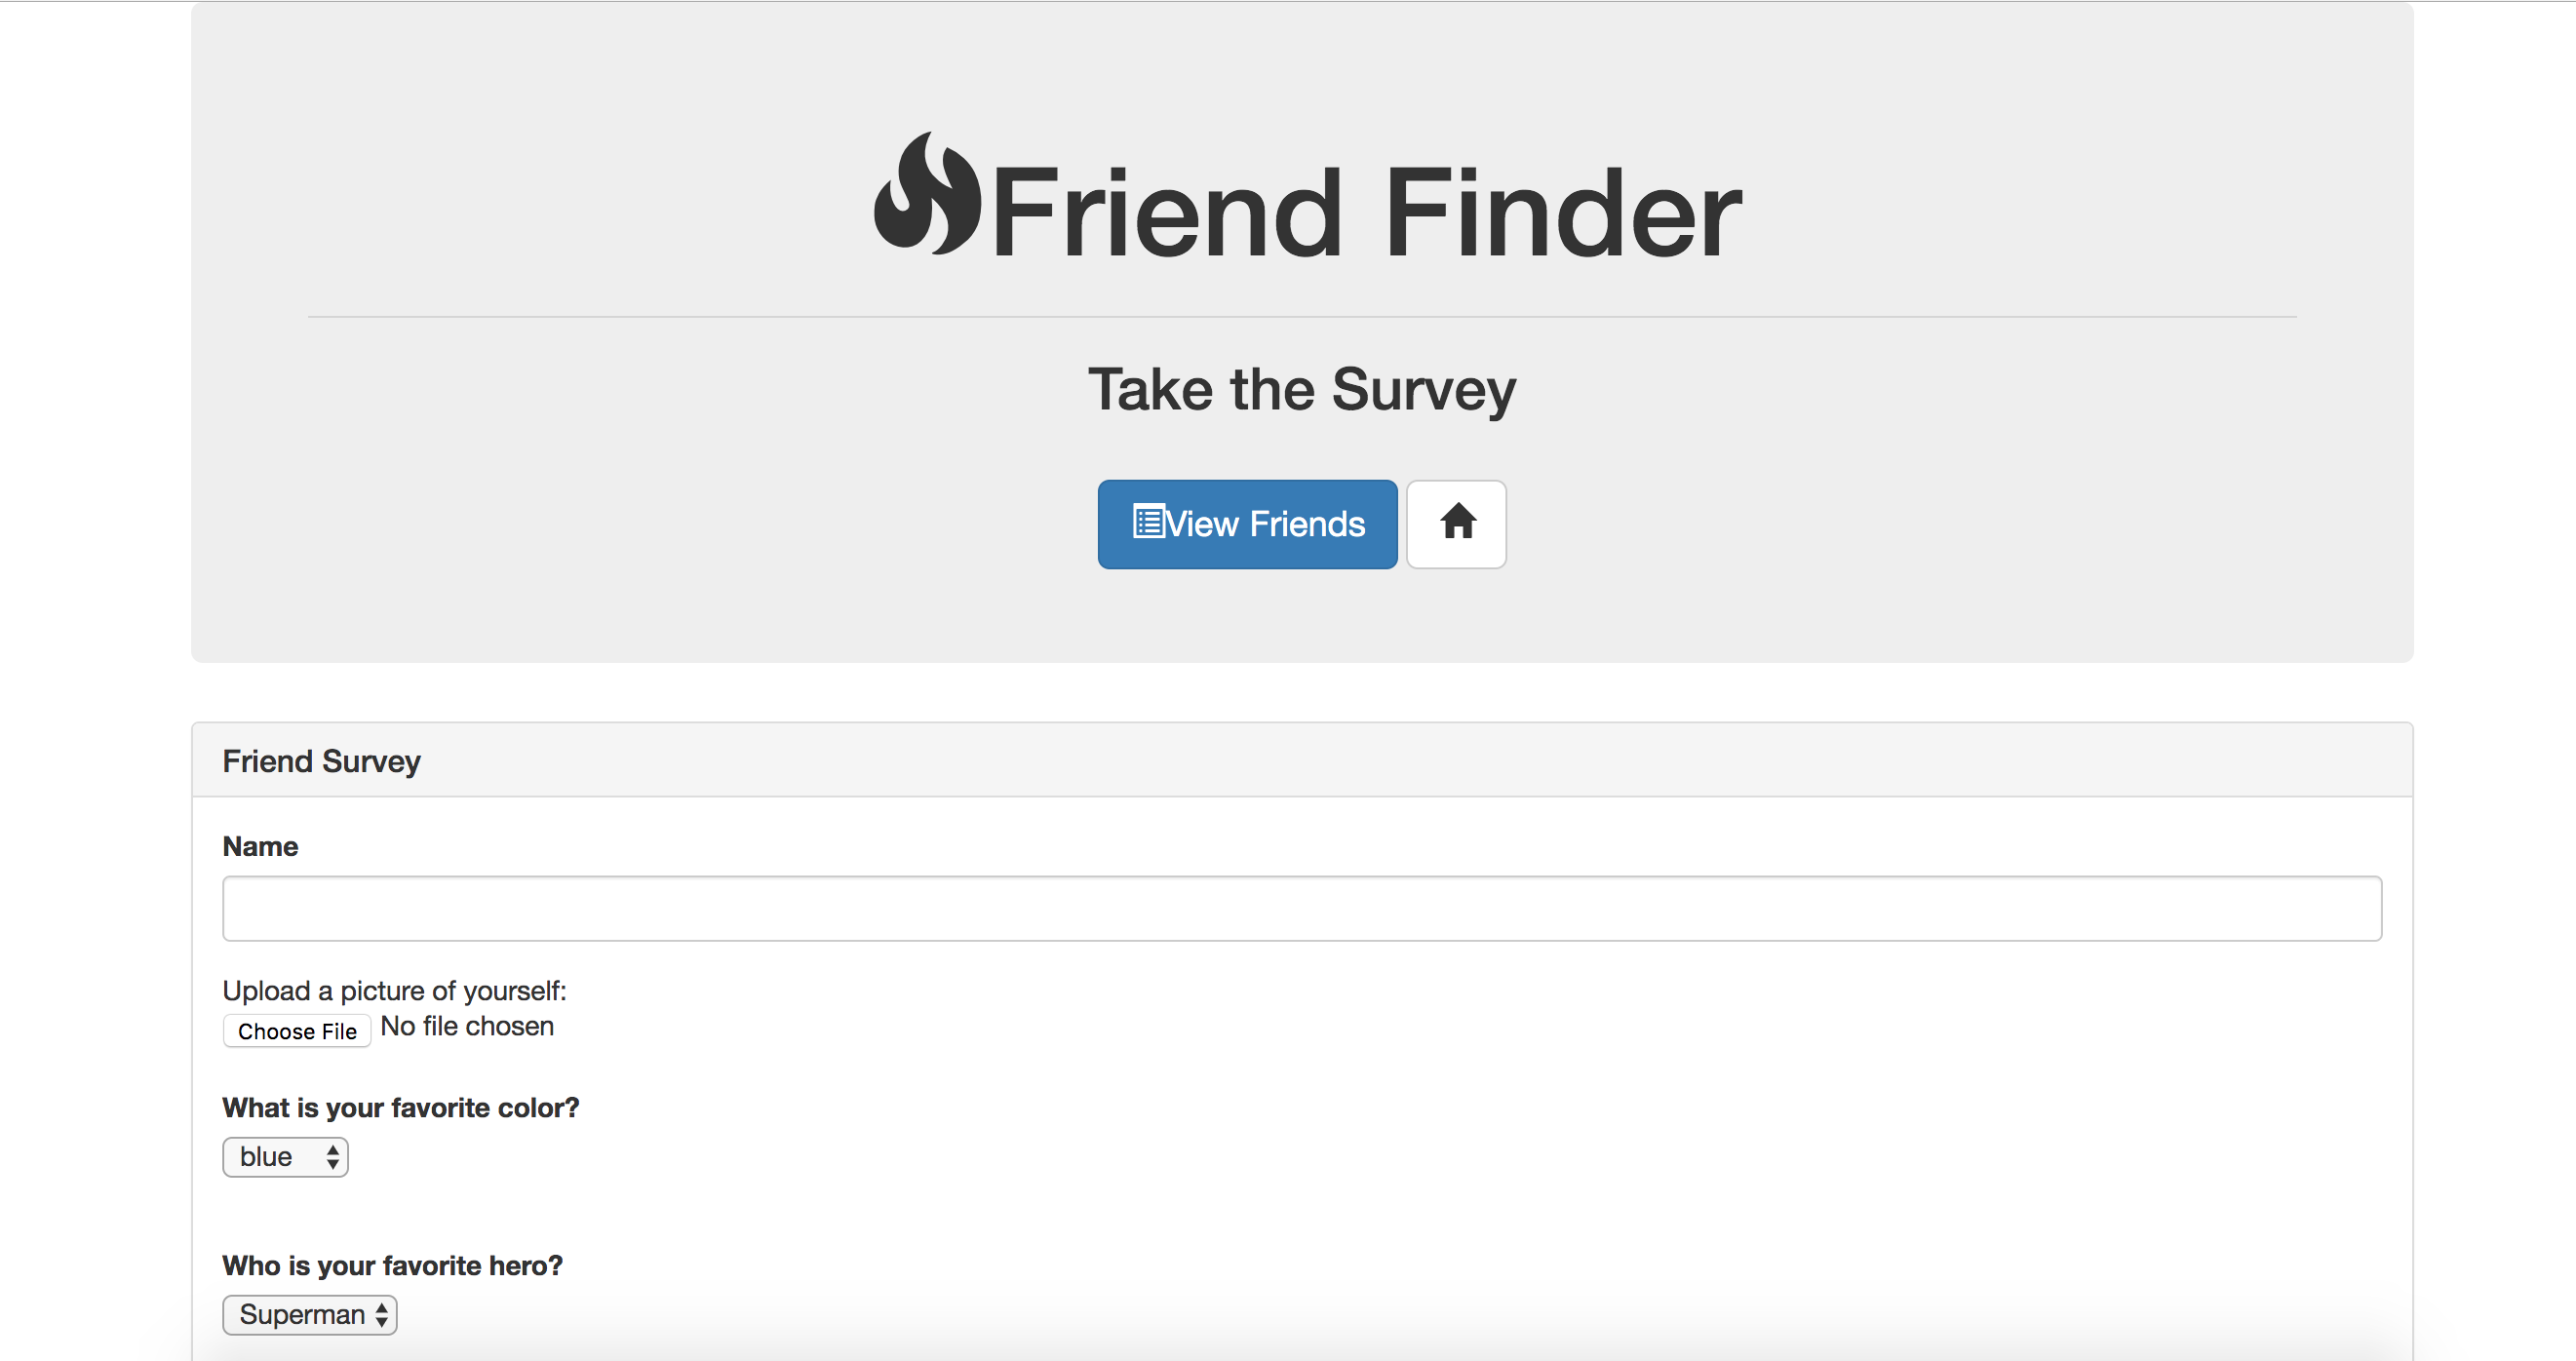 Friend Finder
Take the Survey
View Friends
Friend Survey
Name
Upload a picture of yourself:
Choose File No file chosen
What is your favorite color?
blue
Who is your favorite hero?
Superman